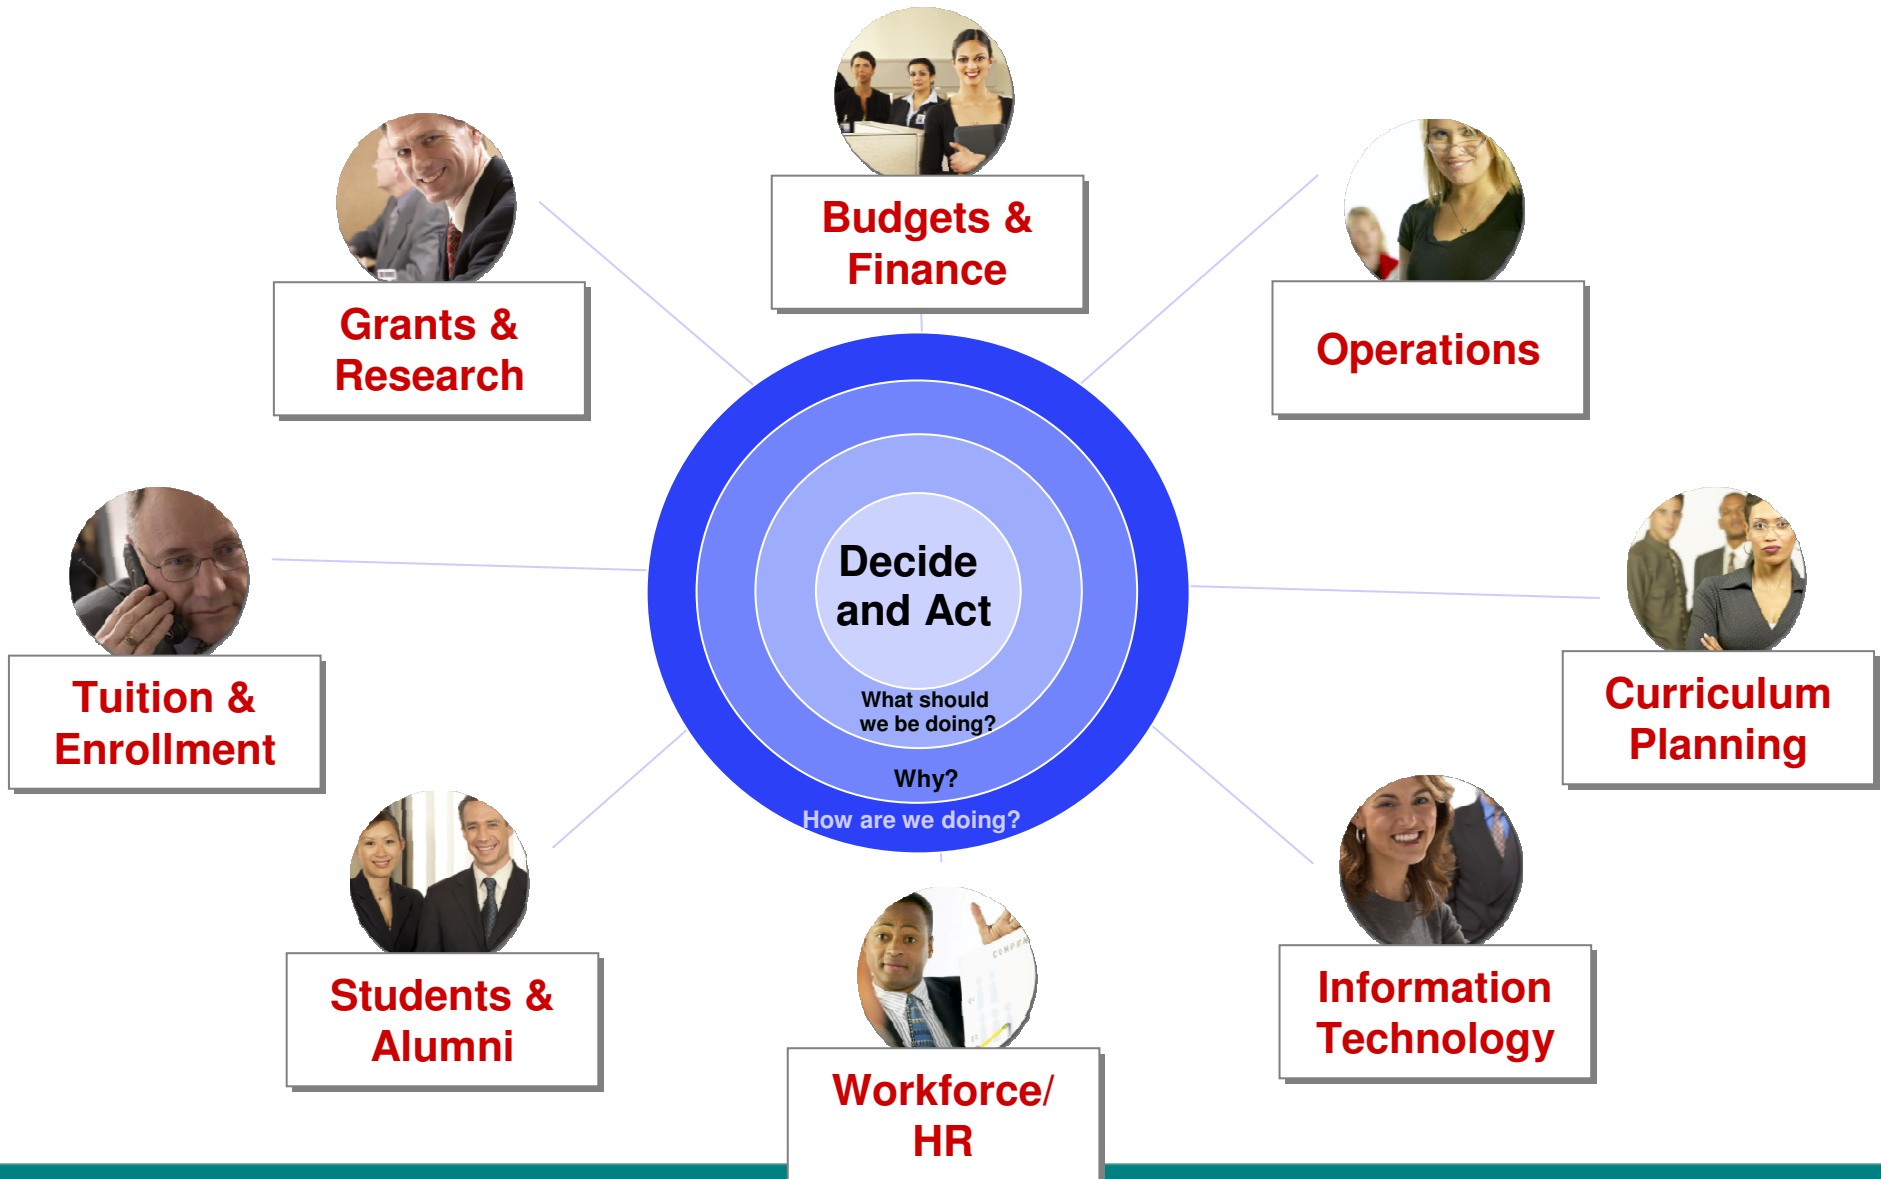 Budgets &
Finance
Grants &
Research
Operations
Decide
and Act
What should
we be doing?
Why?
How are we doing?
Tuition &
Enrollment
Curriculum
Planning
Students &
Alumni
Information
Technology
Workforce/
HR